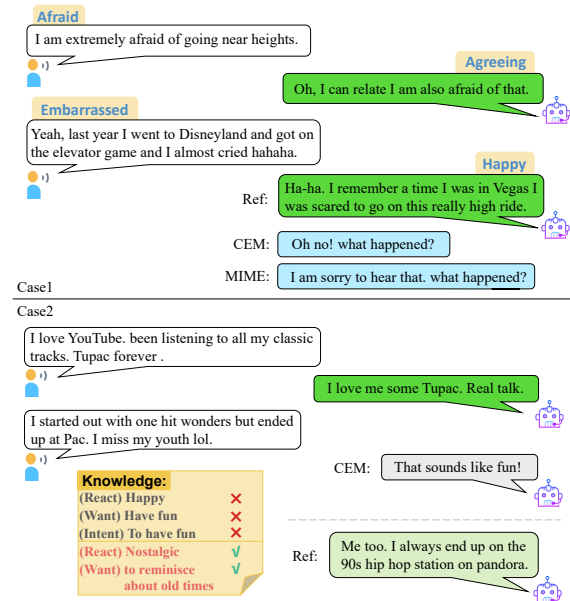 Afraid
I am extremely afraid of going near heights.
Agreeing
Oh, I can relate I am also afraid of that.
Embarrassed
Yeah, last year I went to Disneyland and got on
the elevator game and I almost cried hahaha.
Happy
Ref:
Ha-ha. I remember a time I was in Vegas I
was scared to go on this really high ride.
CEM:
Oh no! what happened?
MIME:
I am sorry to hear that. what happened?
Case1
Case2
I love YouTube. been listening to all my classic
tracks. Tupac forever .
I love me some Tupac. Real talk.
I started out with one hit wonders but ended
up at Pac. I miss my youth lol.
CEM:
That sounds like fun!
Knowledge:
(React) Happy ✕
(Want) Have fun ✕
(Intent) To have fun ✕
(React) Nostalgic √
(Want) to reminisce √
about old times
Ref:
Me too. I always end up on the
90s hip hop station on pandora.